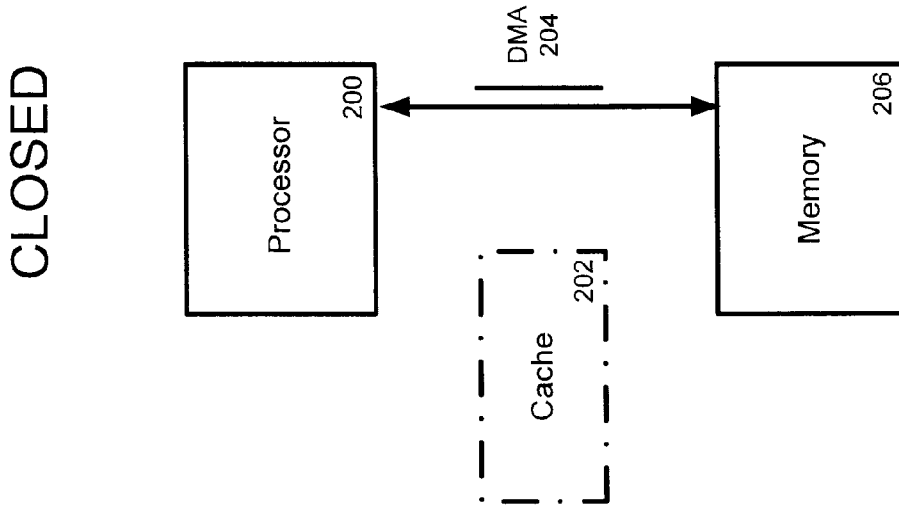 CLOSED
Processor
200
DMA
204
Cache
202
Memory
206